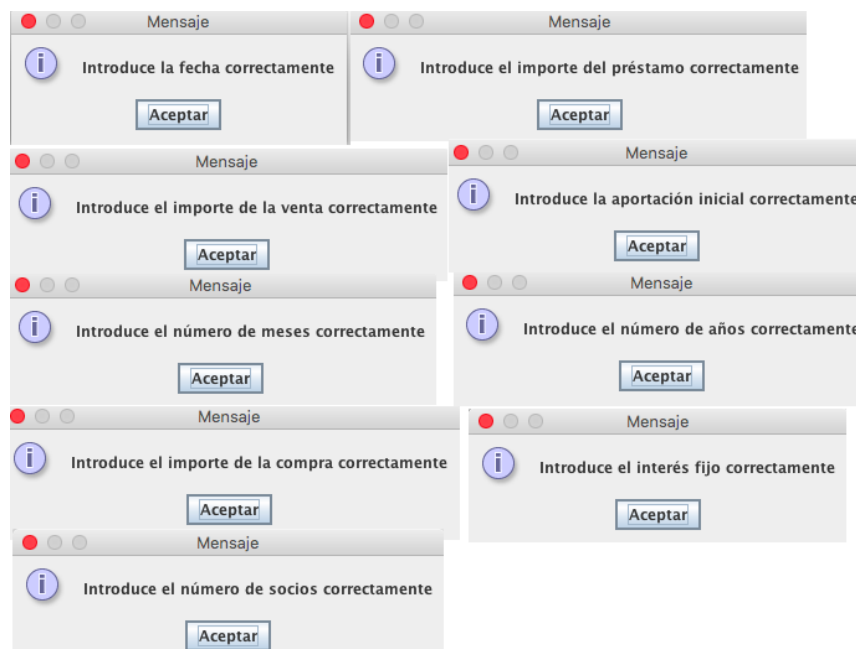 Mensaje
Introduce la fecha correctamente
Aceptar
Mensaje
Introduce el importe del préstamo correctamente
Aceptar
Mensaje
Introduce el importe de la venta correctamente
Aceptar
Mensaje
Introduce la aportación inicial correctamente
Aceptar
Mensaje
Introduce el número de meses correctamente
Aceptar
Mensaje
Introduce el número de años correctamente
Aceptar
Mensaje
Introduce el importe de la compra correctamente
Aceptar
Mensaje
Introduce el interés fijo correctamente
Aceptar
Mensaje
Introduce el número de socios correctamente
Aceptar